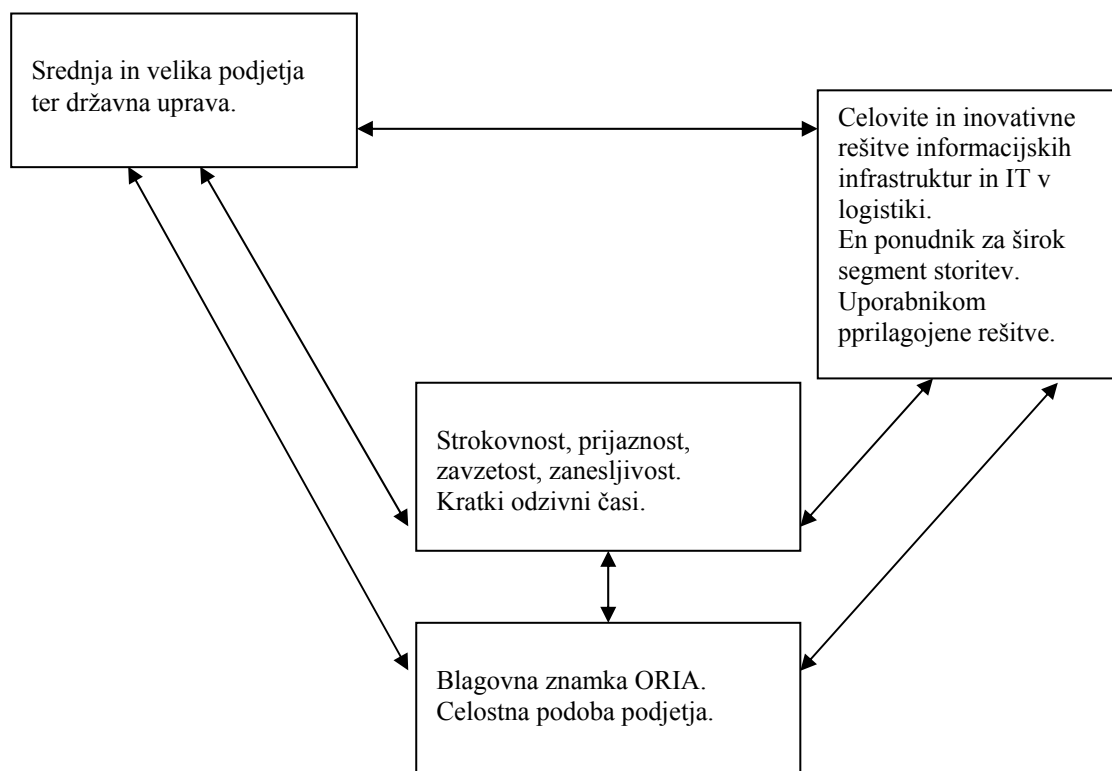 Srednja in velika podjetja
ter državna uprava.
Celovite in inovativne
rešitve informacijskih
infrastruktur in IT v
logistiki.
En ponudnik za širok
segment storitev.
Uporabnikom
pprilagojene rešitve.
Strokovnost, prijaznost,
zavzetost, zanesljivost.
Kratki odzivni časi.
Blagovna znamka ORIA.
Celostna podoba podjetja.